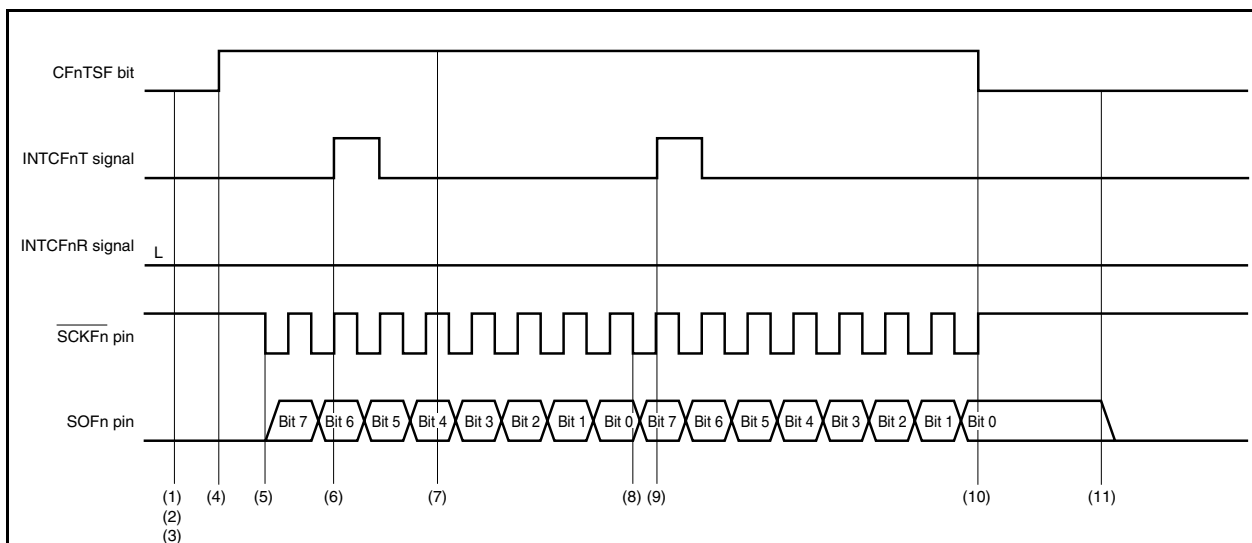 CFnTSF bit
INTCFnT signal
INTCFnR signal
L
SCKFn pin
SOFn pin
Bit 7 Bit 6 Bit 5 Bit 4 Bit 3 Bit 2 Bit 1 Bit 0 Bit 7 Bit 6 Bit 5 Bit 4 Bit 3 Bit 2 Bit 1 Bit 0
(1) (4) (5) (6) (7) (8) (9) (10) (11)
(2)
(3)